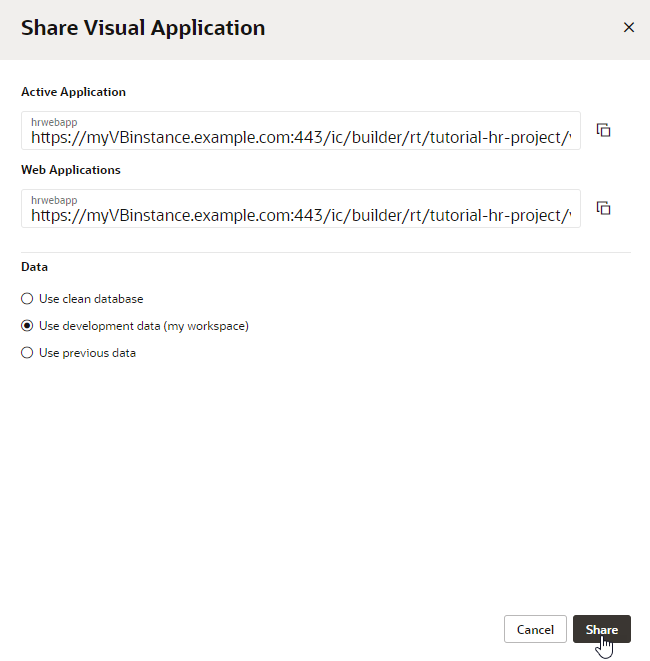 Share Visual Application
Active Application
hrwebapp
https://myVBinstance.example.com:443/ic/builder/rt/tutorial-hr-project/
Web Applications
hrwebapp
https://myVBinstance.example.com:443/ic/builder/rt/tutorial-hr-project/
Data
Use clean database
Use development data (my workspace)
Use previous data
Cancel
Share